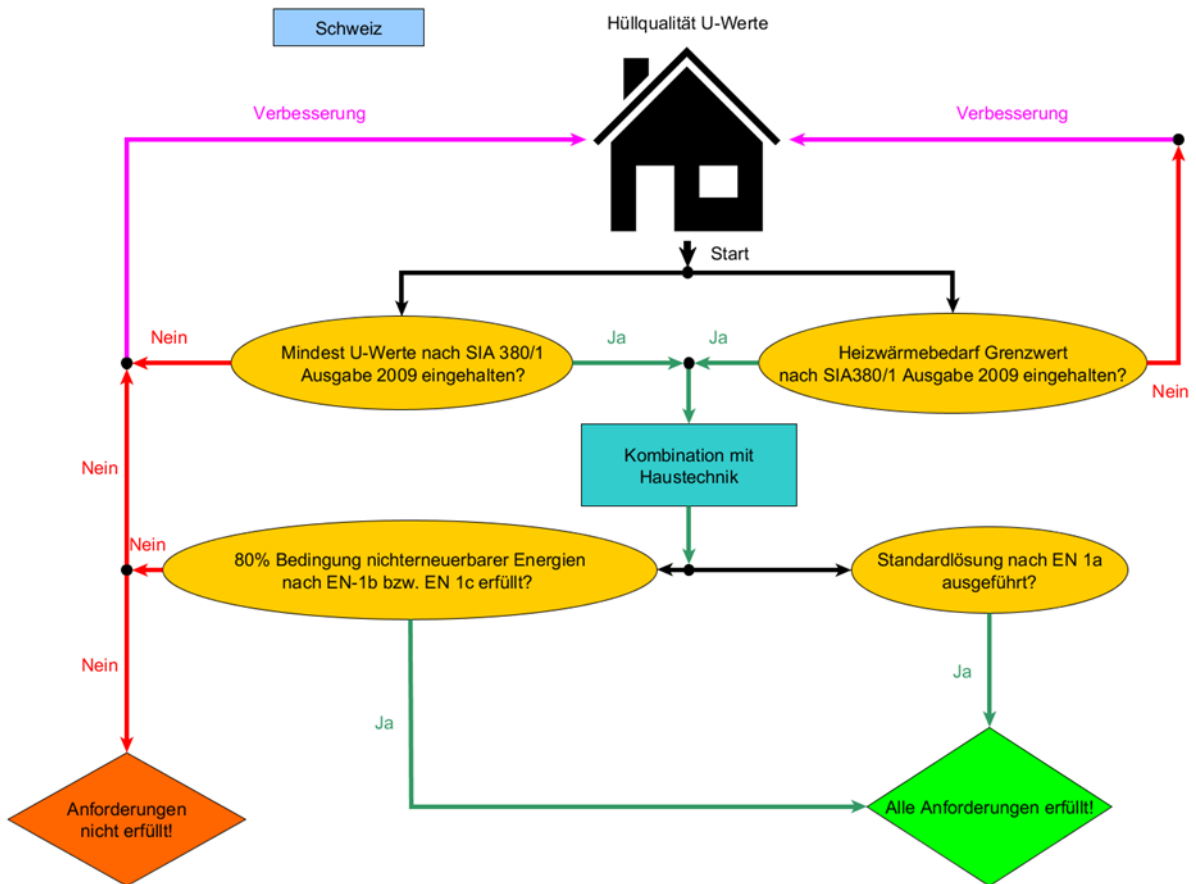 Schweiz
Hüllqualität U-Werte
Verbesserung
Verbesserung
Start
Nein
Mindest U-Werte nach SIA 380/1
Ausgabe 2009 eingehalten?
Ja
Ja
Heizwärmebedarf Grenzwert
nach SIA380/1 Ausgabe 2009 eingehalten?
Nein
Kombination mit
Haustechnik
Nein
Nein
80% Bedingung nichterneuerbarer Energien
nach EN-1b bzw. EN 1c erfüllt?
Standardlösung nach EN 1a
ausgeführt?
Nein
Ja
Ja
Anforderungen
nicht erfüllt!
Alle Anforderungen erfüllt!